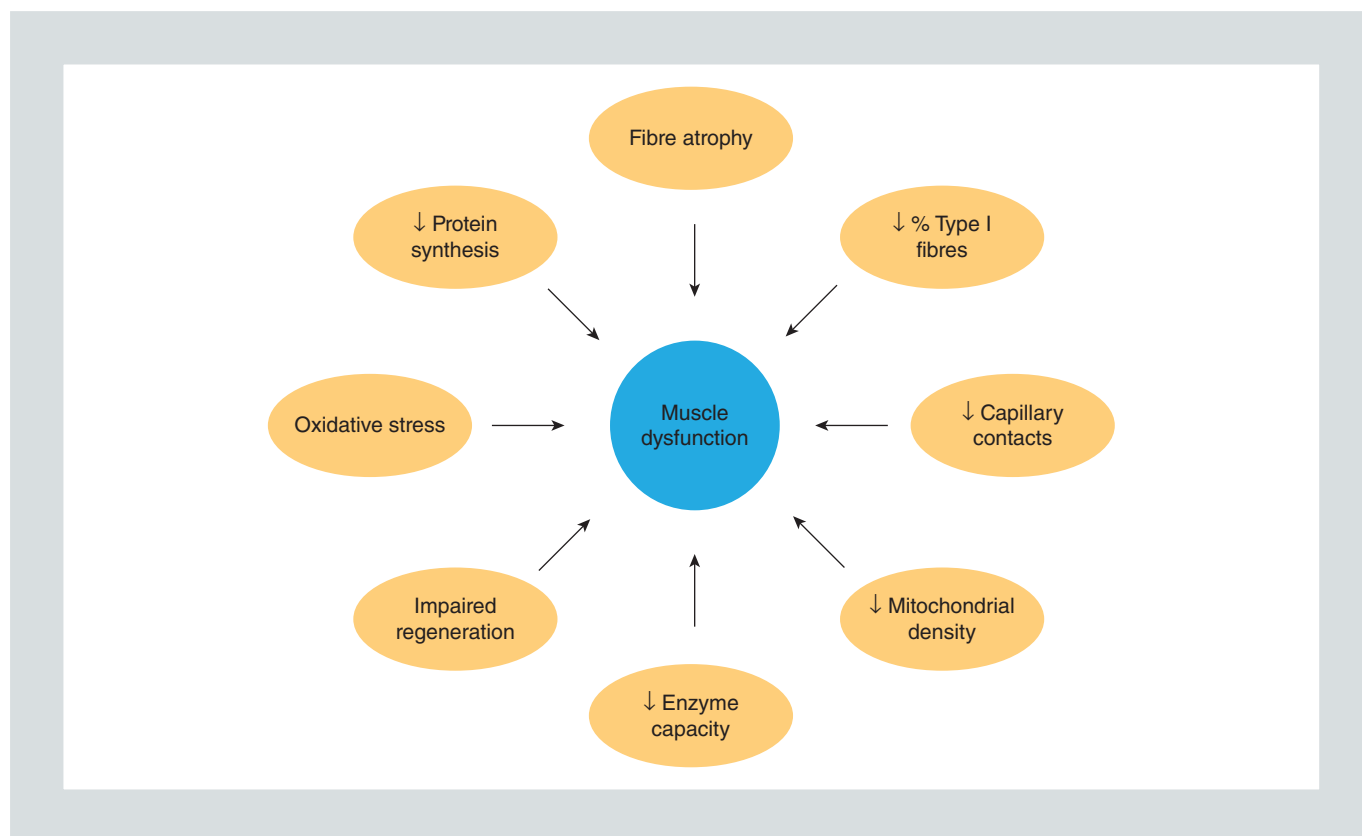 Fibre atrophy
↓ Protein
synthesis
↓ % Type I
fibres
Oxidative stress
Muscle
dysfunction
↓ Capillary
contacts
Impaired
regeneration
↓ Mitochondrial
density
↓ Enzyme
capacity